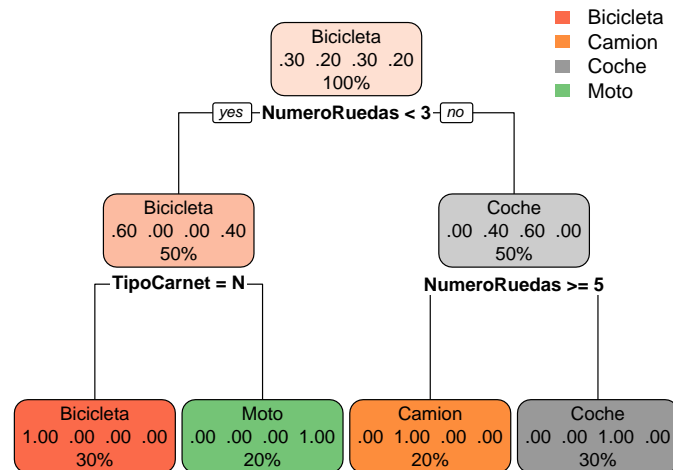 Bicicleta
.30 .20 .30 .20
100%
yes NumeroRuedas < 3 no
Bicicleta
Camion
Coche
Moto
Bicicleta
.60 .00 .00 .40
50%
TipoCarnet = N
Coche
.00 .40 .60 .00
50%
NumeroRuedas >= 5
Bicicleta
1.00 .00 .00 .00
30%
Moto
.00 .00 .00 1.00
20%
Camion
.00 1.00 .00 .00
20%
Coche
.00 .00 1.00 .00
30%